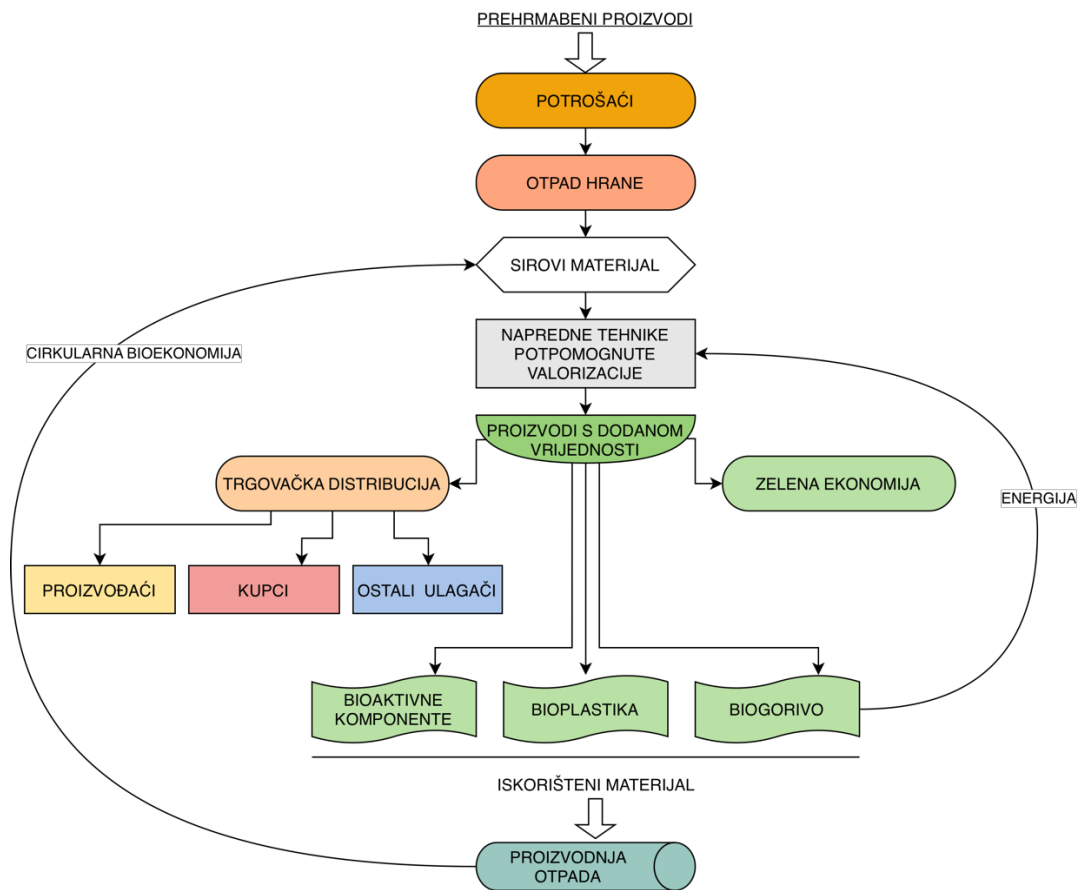 PREHRMABENI PROIZVODI
POTROŠAĆI
OTPAD HRANE
SIROVI MATERIJAL
CIRKULARNA BIOEKONOMIJA
NAPREDNE TEHNIKE
POTPOMOGNUTE
VALORIZACIJE
PROIZVODI S DODANOM
VRIJEDNOSTI
TRGOVAČKA DISTRIBUCIJA
ZELENA EKONOMIJA
ENERGIJA
PROIZVOĐAĆI
KUPCI
OSTALI ULAGAČI
BIOAKTIVNE
KOMPONENTE
BIOPLASTIKA
BIOGORIVO
ISKORIŠTENI MATERIJAL
PROIZVODNJA
OTPADA